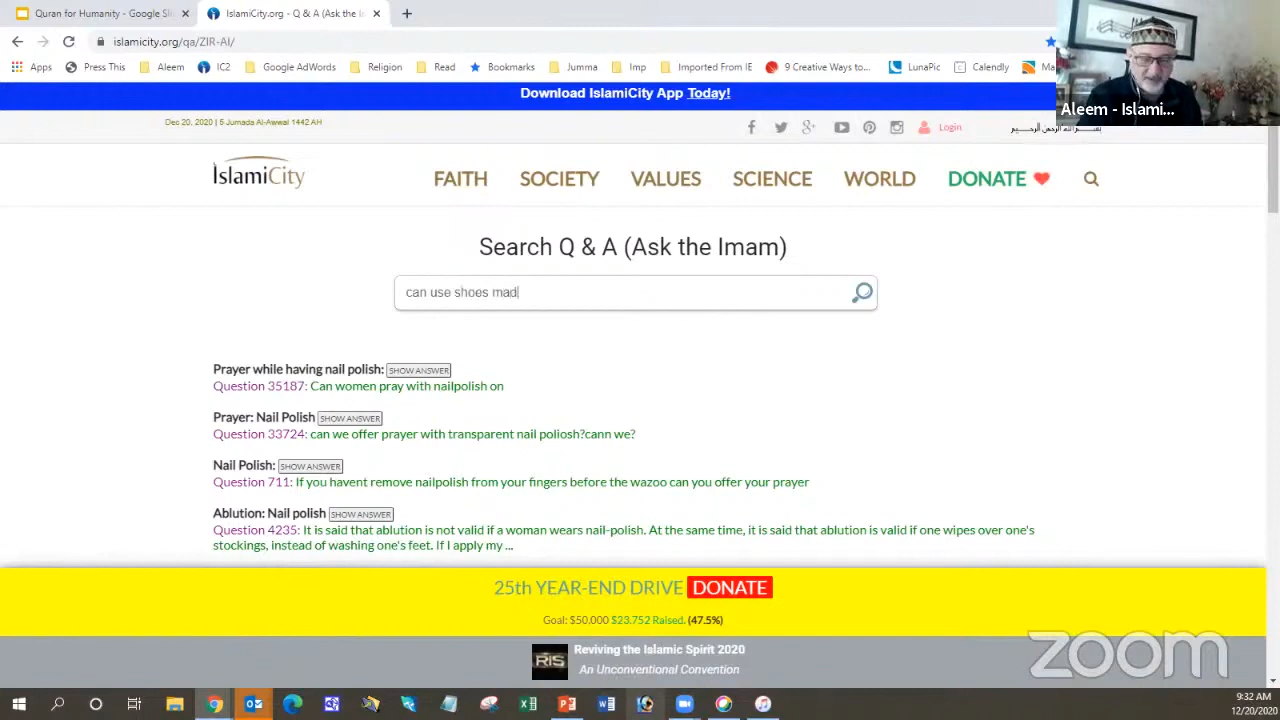 Quran for Humanity - Google Sli
IslamiCity.org - Q & A (Ask the I
islamicity.org/qa/ZIR-AI/
Apps Press This Aleem IC2 Google AdWords Religion Read Bookmarks Jumma Imp Imported From IE 9 Creative Ways to... LunaPic Calendly Ma
Aleem - Islami...
Download IslamiCity App Today!
Dec 20, 2020 | 5 Jumada Al-Awwal 1442 AH
Login
بسم الله الرحمن الرحيم
IslamiCity
FAITH SOCIETY VALUES SCIENCE WORLD DONATE
Search Q & A (Ask the Imam)
can use shoes mad
Prayer while having nail polish: SHOW ANSWER
Question 35187: Can women pray with nailpolish on
Prayer: Nail Polish SHOW ANSWER
Question 33724: can we offer prayer with transparent nail poliosh?cann we?
Nail Polish: SHOW ANSWER
Question 711: If you havent remove nailpolish from your fingers before the wazoo can you offer your prayer
Ablution: Nail polish SHOW ANSWER
Question 4235: It is said that ablution is not valid if a woman wears nail-polish. At the same time, it is said that ablution is valid if one wipes over one's
stockings, instead of washing one's feet. If I apply my ...
25th YEAR-END DRIVE DONATE
Goal: $50,000 $23,752 Raised. (47.5%)
RIS
Reviving the Islamic Spirit 2020
An Unconventional Convention
zoom
9:32 AM
12/20/2020